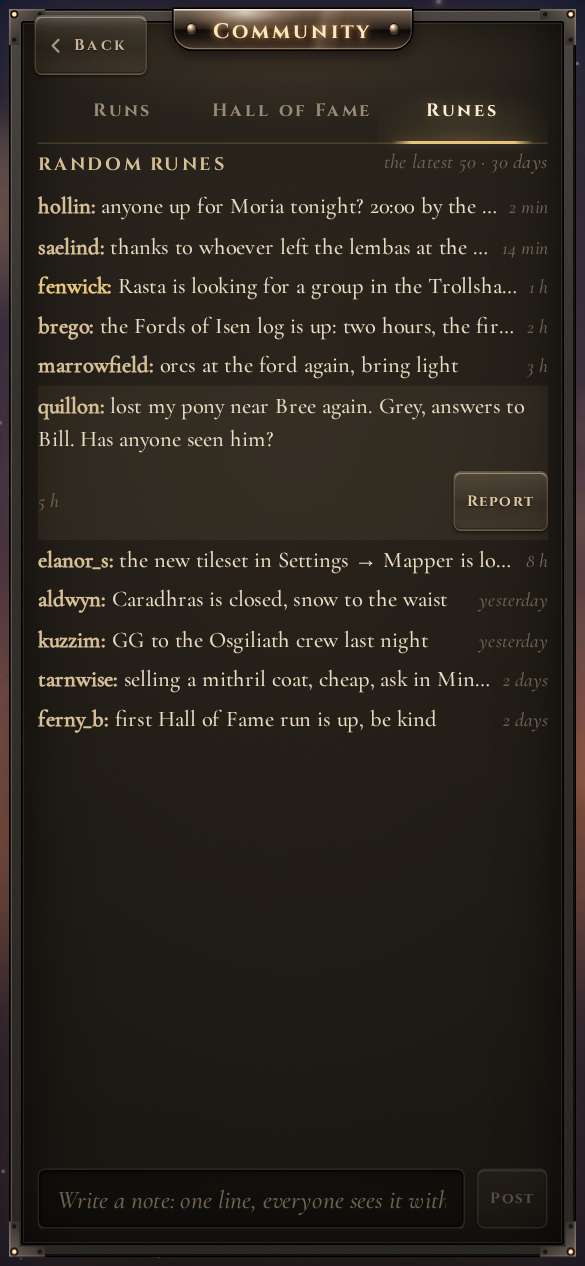 Community
Back
Runs Hall of Fame Runes
RANDOM RUNES the latest 50 · 30 days
hollin: anyone up for Moria tonight? 20:00 by the ... 2 min
saelind: thanks to whoever left the lembas at the ... 14 min
fenwick: Rasta is looking for a group in the Trollsha... 1 h
brego: the Fords of Isen log is up: two hours, the fir... 2 h
marrowfield: orcs at the ford again, bring light 3 h
quillon: lost my pony near Bree again. Grey, answers to
Bill. Has anyone seen him?
5 h Report
elanor_s: the new tileset in Settings → Mapper is lo... 8 h
aldwyn: Caradhras is closed, snow to the waist yesterday
kuzzim: GG to the Osgiliath crew last night yesterday
tarnwise: selling a mithril coat, cheap, ask in Min... 2 days
ferny_b: first Hall of Fame run is up, be kind 2 days
Write a note: one line, everyone sees it with Post